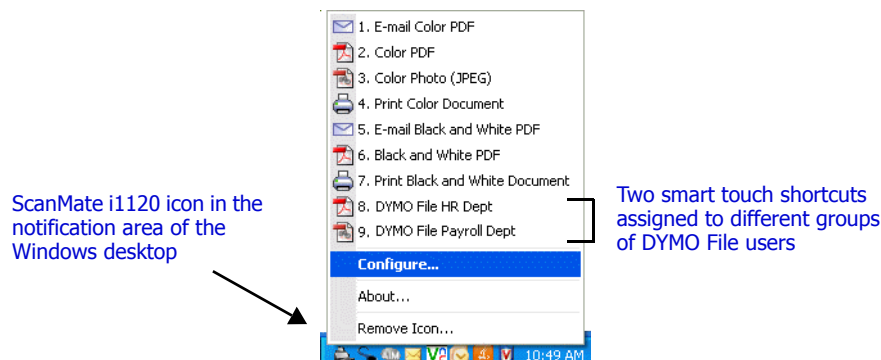 1. E-mail Color PDF
2. Color PDF
3. Color Photo (JPEG)
4. Print Color Document
5. E-mail Black and White PDF
6. Black and White PDF
7. Print Black and White Document
8. DYMO File HR Dept
9. DYMO File Payroll Dept
Configure...
About...
Remove Icon...
10:49 AM
ScanMate i1120 icon in the
notification area of the
Windows desktop
Two smart touch shortcuts
assigned to different groups
of DYMO File users